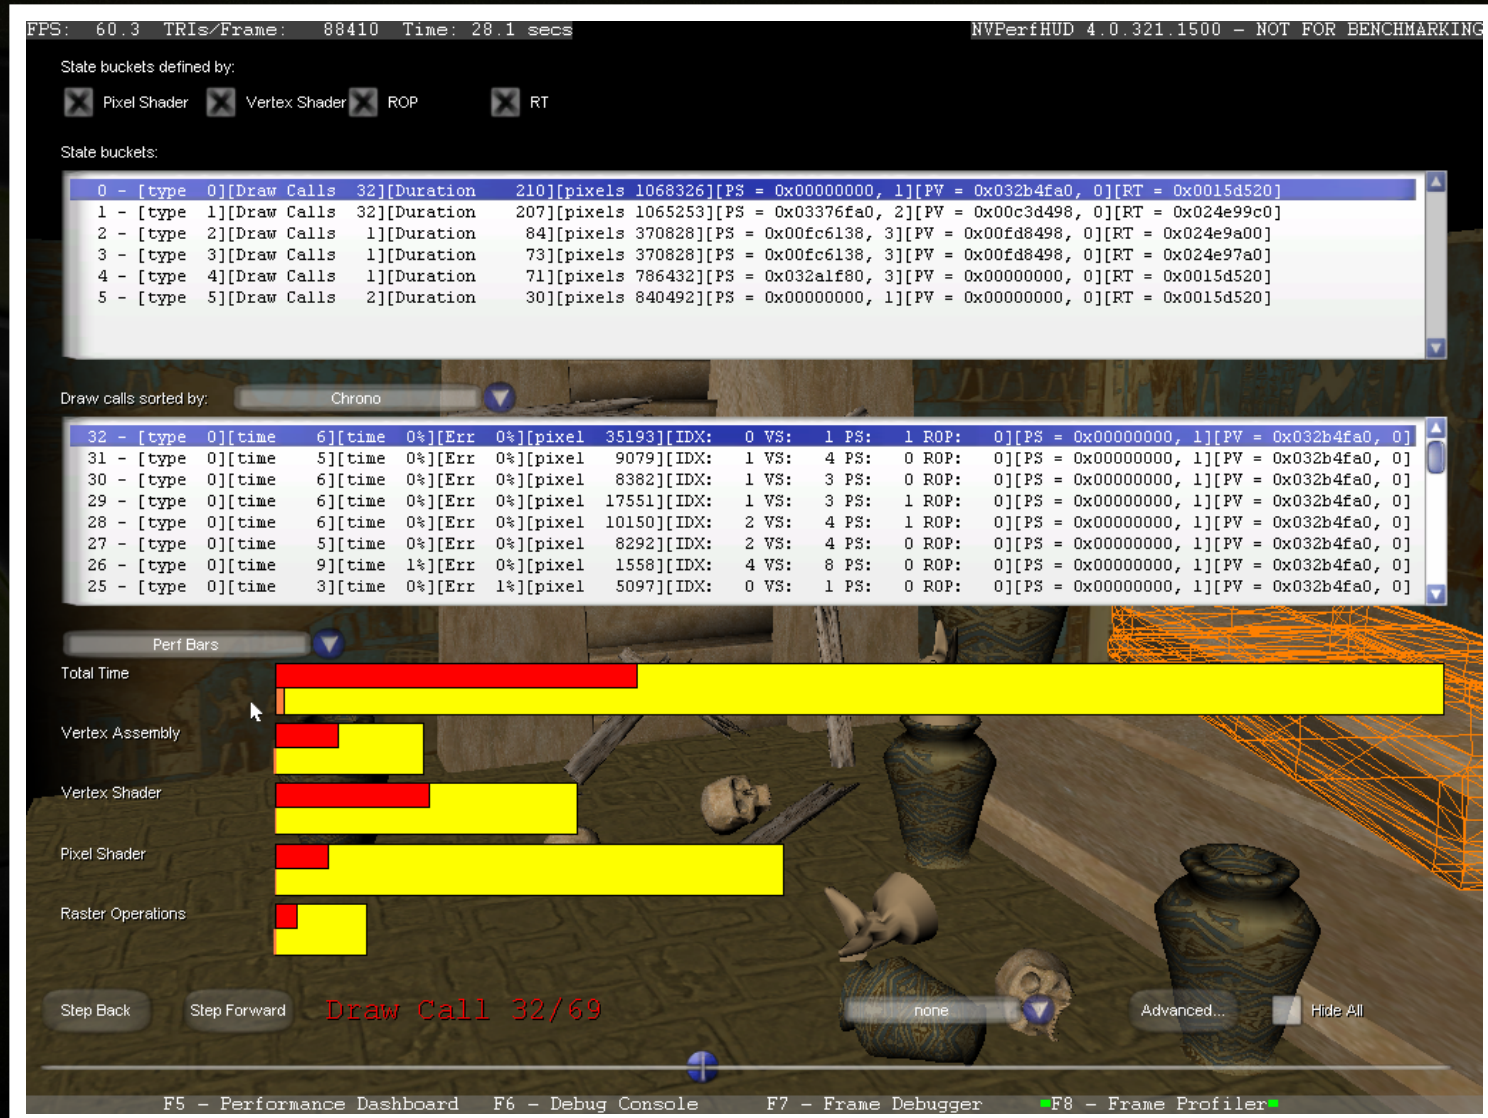 FPS: 60.3 TRIs/Frame: 88410 Time: 28.1 secs NVPerfHUD 4.0.321.1500 – NOT FOR BENCHMARKING
State buckets defined by:
Pixel Shader Vertex Shader ROP RT
State buckets:
0 - [type 0][Draw Calls 32][Duration 210][pixels 1068326][PS = 0x00000000, 1][PV = 0x032b4fa0, 0][RT = 0x0015d520]
1 - [type 1][Draw Calls 32][Duration 207][pixels 1065253][PS = 0x03376fa0, 2][PV = 0x00c3d498, 0][RT = 0x024e99c0]
2 - [type 2][Draw Calls 1][Duration 84][pixels 370828][PS = 0x00fc6138, 3][PV = 0x00fd8498, 0][RT = 0x024e9a00]
3 - [type 3][Draw Calls 1][Duration 73][pixels 370828][PS = 0x00fc6138, 3][PV = 0x00fd8498, 0][RT = 0x024e97a0]
4 - [type 4][Draw Calls 1][Duration 71][pixels 786432][PS = 0x032a1f80, 3][PV = 0x00000000, 0][RT = 0x0015d520]
5 - [type 5][Draw Calls 2][Duration 30][pixels 840492][PS = 0x00000000, 1][PV = 0x00000000, 0][RT = 0x0015d520]
Draw calls sorted by: Chrono
32 - [type 0][time 6][time 0%][Err 0%][pixel 35193][IDX: 0 VS: 1 PS: 1 ROP: 0][PS = 0x00000000, 1][PV = 0x032b4fa0, 0]
31 - [type 0][time 5][time 0%][Err 0%][pixel 9079][IDX: 1 VS: 4 PS: 0 ROP: 0][PS = 0x00000000, 1][PV = 0x032b4fa0, 0]
30 - [type 0][time 6][time 0%][Err 0%][pixel 8382][IDX: 1 VS: 3 PS: 0 ROP: 0][PS = 0x00000000, 1][PV = 0x032b4fa0, 0]
29 - [type 0][time 6][time 0%][Err 0%][pixel 17551][IDX: 1 VS: 3 PS: 1 ROP: 0][PS = 0x00000000, 1][PV = 0x032b4fa0, 0]
28 - [type 0][time 6][time 0%][Err 0%][pixel 10150][IDX: 2 VS: 4 PS: 1 ROP: 0][PS = 0x00000000, 1][PV = 0x032b4fa0, 0]
27 - [type 0][time 5][time 0%][Err 0%][pixel 8292][IDX: 2 VS: 4 PS: 0 ROP: 0][PS = 0x00000000, 1][PV = 0x032b4fa0, 0]
26 - [type 0][time 9][time 1%][Err 0%][pixel 1558][IDX: 4 VS: 8 PS: 0 ROP: 0][PS = 0x00000000, 1][PV = 0x032b4fa0, 0]
25 - [type 0][time 3][time 0%][Err 1%][pixel 5097][IDX: 0 VS: 1 PS: 0 ROP: 0][PS = 0x00000000, 1][PV = 0x032b4fa0, 0]
Perf Bars
Total Time
Vertex Assembly
Vertex Shader
Pixel Shader
Raster Operations
Step Back Step Forward Draw Call 32/69 none Advanced... Hide All
F5 – Performance Dashboard F6 – Debug Console F7 – Frame Debugger F8 – Frame Profiler